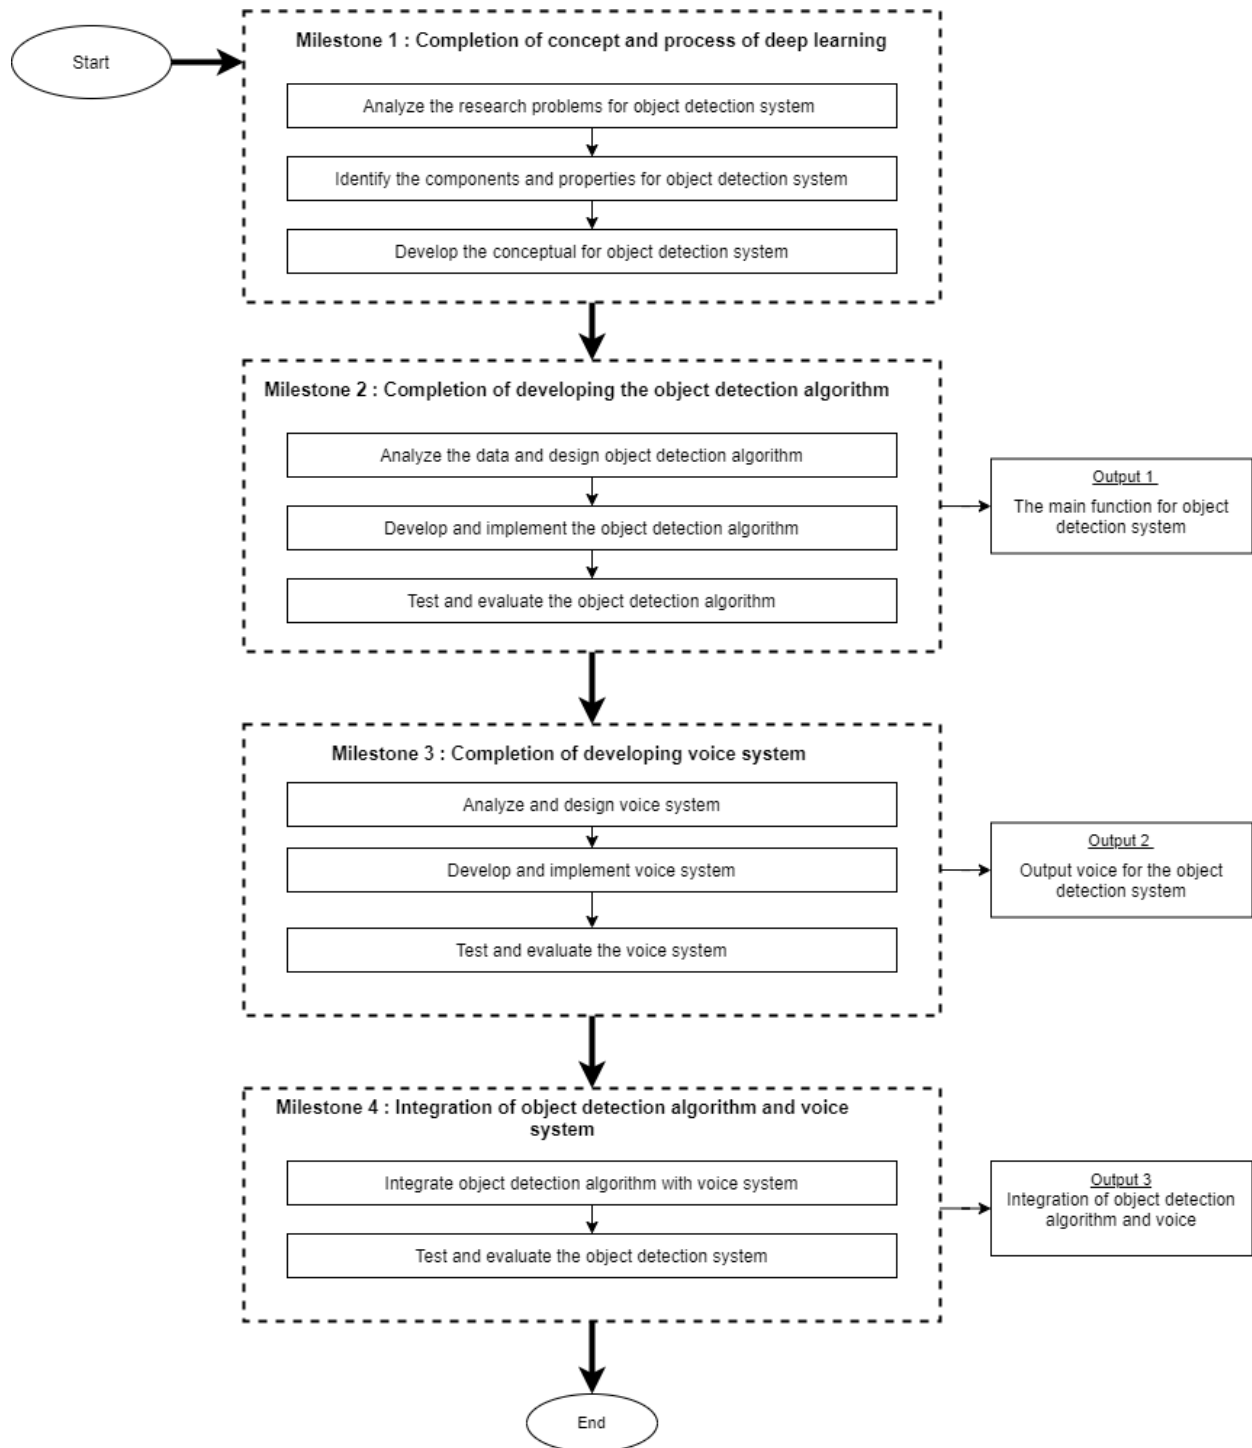 Start
Milestone 1 : Completion of concept and process of deep learning
Analyze the research problems for object detection system
Identify the components and properties for object detection system
Develop the conceptual for object detection system
Milestone 2 : Completion of developing the object detection algorithm
Analyze the data and design object detection algorithm
Develop and implement the object detection algorithm
Test and evaluate the object detection algorithm
Output 1
The main function for object
detection system
Milestone 3 : Completion of developing voice system
Analyze and design voice system
Develop and implement voice system
Test and evaluate the voice system
Output 2
Output voice for the object
detection system
Milestone 4 : Integration of object detection algorithm and voice
system
Integrate object detection algorithm with voice system
Test and evaluate the object detection system
Output 3
Integration of object detection
algorithm and voice
End